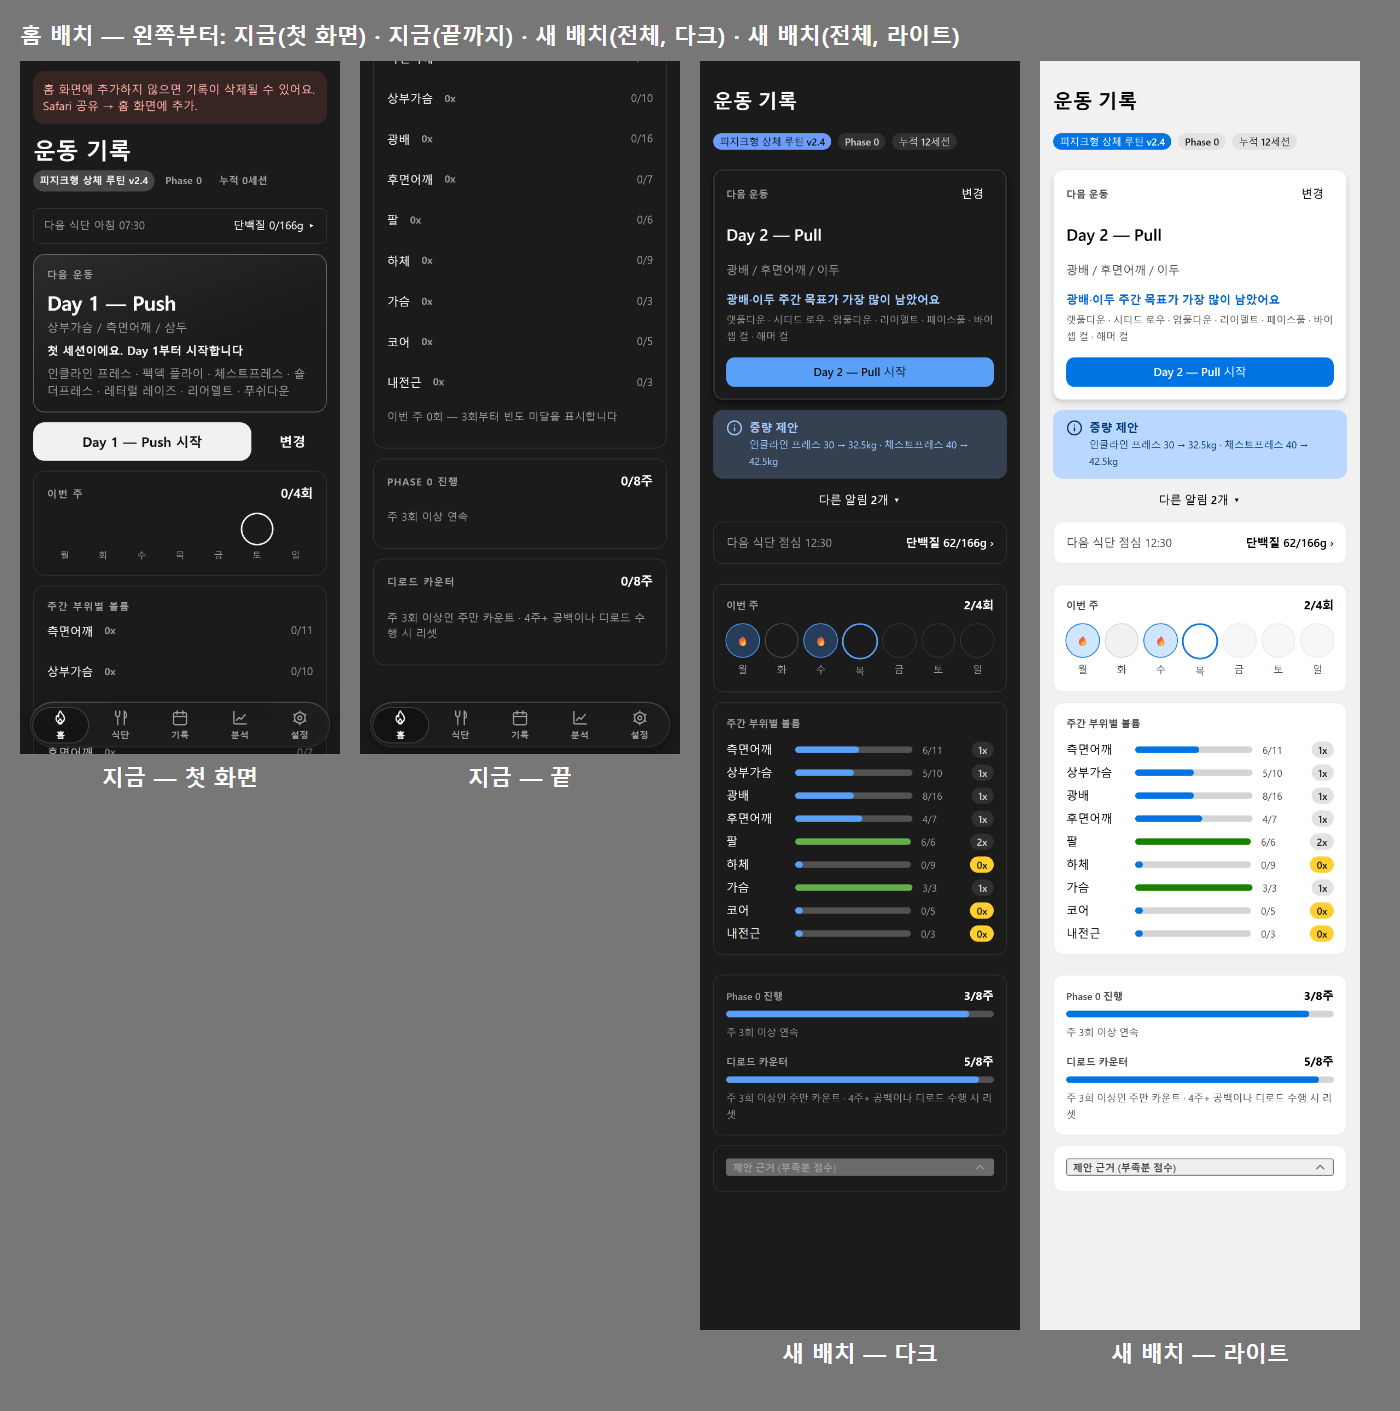 홈 배치 — 왼쪽부터: 지금(첫 화면) · 지금(끝까지) · 새 배치(전체, 다크) · 새 배치(전체, 라이트)
홈 화면에 추가하지 않으면 기록이 삭제될 수 있어요.
Safari 공유 → 홈 화면에 추가.
운동 기록
피지크형 상체 루틴 v2.4 Phase 0 누적 0세션
다음 식단 아침 07:30 단백질 0/166g ▸
다음 운동
Day 1 — Push
상부가슴 / 측면어깨 / 삼두
첫 세션이에요. Day 1부터 시작합니다
인클라인 프레스 · 펙덱 플라이 · 체스트프레스 · 숄
더프레스 · 레터럴 레이즈 · 리어델트 · 푸쉬다운
Day 1 — Push 시작 변경
이번 주 0/4회
월 화 수 목 금 토 일
주간 부위별 볼륨
측면어깨 0x 0/11
상부가슴 0x 0/10
홈 식단 기록 분석 설정
후면어깨 0x 0/7
지금 — 첫 화면
상부가슴 0x 0/10
광배 0x 0/16
후면어깨 0x 0/7
팔 0x 0/6
하체 0x 0/9
가슴 0x 0/3
코어 0x 0/5
내전근 0x 0/3
이번 주 0회 — 3회부터 빈도 미달을 표시합니다
PHASE 0 진행 0/8주
주 3회 이상 연속
디로드 카운터 0/8주
주 3회 이상인 주만 카운트 · 4주+ 공백이나 디로드 수
행 시 리셋
홈 식단 기록 분석 설정
지금 — 끝
운동 기록
피지크형 상체 루틴 v2.4 Phase 0 누적 12세션
다음 운동 변경
Day 2 — Pull
광배 / 후면어깨 / 이두
광배·이두 주간 목표가 가장 많이 남았어요
랫풀다운 · 시티드 로우 · 암풀다운 · 리어델트 · 페이스풀 · 바이
셉 컬 · 해머 컬
Day 2 — Pull 시작
중량 제안
인클라인 프레스 30 → 32.5kg · 체스트프레스 40 →
42.5kg
다른 알림 2개 ▾
다음 식단 점심 12:30 단백질 62/166g ›
이번 주 2/4회
월 화 수 목 금 토 일
주간 부위별 볼륨
측면어깨 6/11 1x
상부가슴 5/10 1x
광배 8/16 1x
후면어깨 4/7 1x
팔 6/6 2x
하체 0/9 0x
가슴 3/3 1x
코어 0/5 0x
내전근 0/3 0x
Phase 0 진행 3/8주
주 3회 이상 연속
디로드 카운터 5/8주
주 3회 이상인 주만 카운트 · 4주+ 공백이나 디로드 수행 시 리
셋
제안 근거 (부족분 점수)
새 배치 — 다크
운동 기록
피지크형 상체 루틴 v2.4 Phase 0 누적 12세션
다음 운동 변경
Day 2 — Pull
광배 / 후면어깨 / 이두
광배·이두 주간 목표가 가장 많이 남았어요
랫풀다운 · 시티드 로우 · 암풀다운 · 리어델트 · 페이스풀 · 바이
셉 컬 · 해머 컬
Day 2 — Pull 시작
중량 제안
인클라인 프레스 30 → 32.5kg · 체스트프레스 40 →
42.5kg
다른 알림 2개 ▾
다음 식단 점심 12:30 단백질 62/166g ›
이번 주 2/4회
월 화 수 목 금 토 일
주간 부위별 볼륨
측면어깨 6/11 1x
상부가슴 5/10 1x
광배 8/16 1x
후면어깨 4/7 1x
팔 6/6 2x
하체 0/9 0x
가슴 3/3 1x
코어 0/5 0x
내전근 0/3 0x
Phase 0 진행 3/8주
주 3회 이상 연속
디로드 카운터 5/8주
주 3회 이상인 주만 카운트 · 4주+ 공백이나 디로드 수행 시 리
셋
제안 근거 (부족분 점수)
새 배치 — 라이트